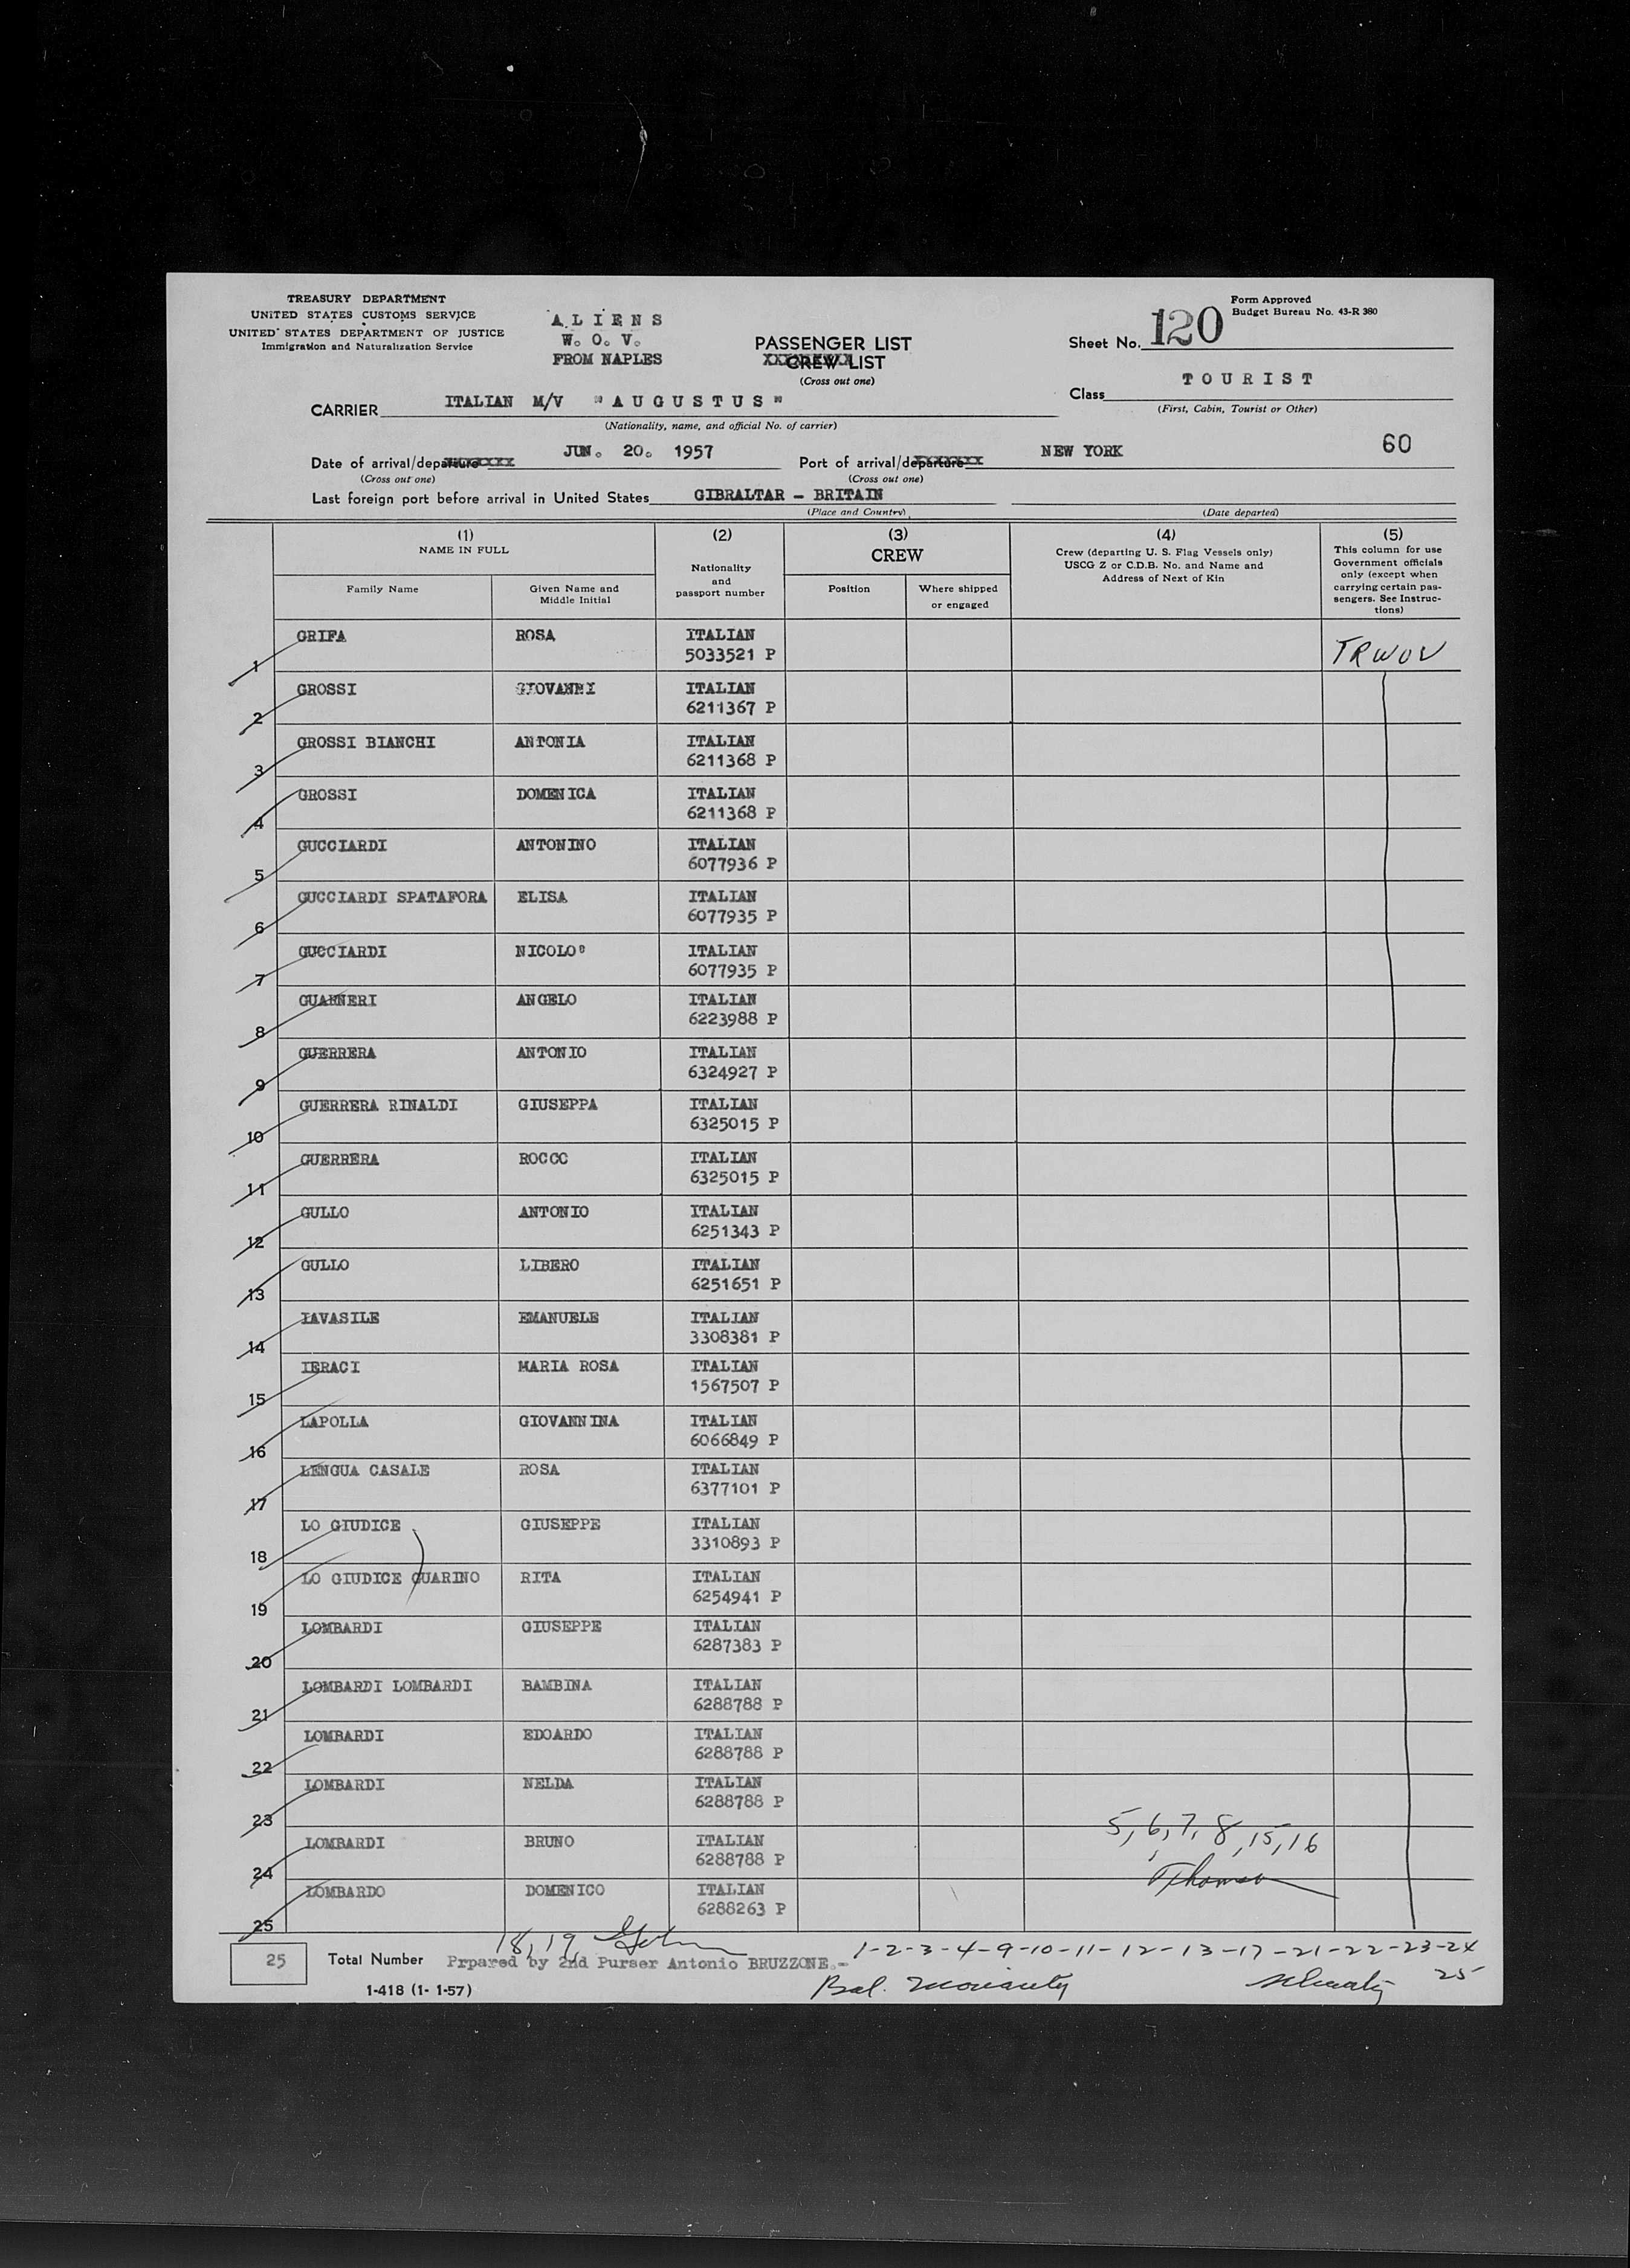 TREASURY DEPARTMENT
UNITED STATES CUSTOMS SERVICE
UNITED STATES DEPARTMENT OF JUSTICE
Immigration and Naturalization Service
ALIENS
W. O. V.
FROM NAPLES
PASSENGER LIST
CREW LIST
(Cross out one)
Form Approved
Budget Bureau No. 43-R 380
Sheet No. 120
Class TOURIST
(First, Cabin, Tourist or Other)
CARRIER ITALIAN M/V "AUGUSTUS"
(Nationality, name, and official No. of carrier)
Date of arrival/departure JUN. 20. 1957 Port of arrival/departure NEW YORK 60
(Cross out one) (Cross out one)
Last foreign port before arrival in United States GIBRALTAR - BRITAIN
(Place and Country) (Date departed)
(1) (2) (3) (4) (5)
NAME IN FULL
Family Name
Given Name and Middle Initial
Nationality and passport number
CREW
Position
Where shipped or engaged
Crew (departing U. S. Flag Vessels only)
USCG Z or C.D.B. No. and Name and
Address of Next of Kin
This column for use
Government officials
only (except when
carrying certain pas-
sengers. See Instruc-
tions)
1 GRIFA ROSA ITALIAN
5033521 P TRWOV
2 GROSSI GIOVANNI ITALIAN
6211367 P
3 GROSSI BIANCHI ANTONIA ITALIAN
6211368 P
4 GROSSI DOMENICA ITALIAN
6211368 P
5 GUCCIARDI ANTONINO ITALIAN
6077936 P
6 GUCCIARDI SPATAFORA ELISA ITALIAN
6077935 P
7 GUCCIARDI NICOLO' ITALIAN
6077935 P
8 GUARNERI ANGELO ITALIAN
6223988 P
9 GUERRERA ANTONIO ITALIAN
6324927 P
10 GUERRERA RINALDI GIUSEPPA ITALIAN
6325015 P
11 GUERRERA ROCCC ITALIAN
6325015 P
12 GULLO ANTONIO ITALIAN
6251343 P
13 GULLO LIBERO ITALIAN
6251651 P
14 IAVASILE EMANUELE ITALIAN
3308381 P
15 IERACI MARIA ROSA ITALIAN
1567507 P
16 LAPOLLA GIOVANNINA ITALIAN
6066849 P
17 LENGUA CASALE ROSA ITALIAN
6377101 P
18 LO GIUDICE GIUSEPPE ITALIAN
3310893 P
19 LO GIUDICE GUARINO RITA ITALIAN
6254941 P
20 LOMBARDI GIUSEPPE ITALIAN
6287383 P
21 LOMBARDI LOMBARDI BAMBINA ITALIAN
6288788 P
22 LOMBARDI EDOARDO ITALIAN
6288788 P
23 LOMBARDI NELDA ITALIAN
6288788 P
24 LOMBARDI BRUNO ITALIAN
6288788 P
25 LOMBARDO DOMENICO ITALIAN
6288263 P
5, 6, 7, 8, 15, 16
Thomas
18, 19
1-2-3-4-9-10-11-12-13-17-21-22-23-24
25
25 Total Number Prpared by 2nd Purser Antonio BRUZZONE.-
Bal. Moriarity
1-418 (1- 1-57)